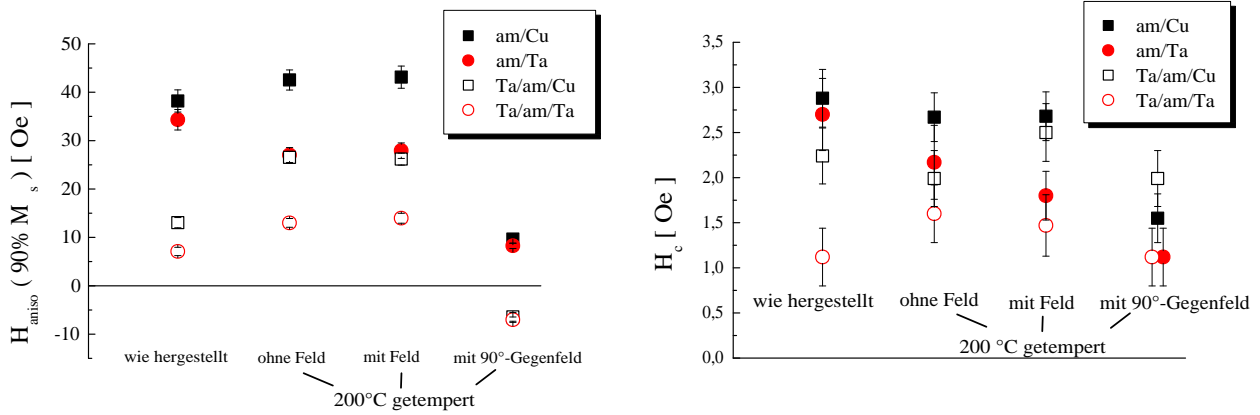 am/Cu
am/Ta
Ta/am/Cu
Ta/am/Ta
50
40
30
20
10
0
-10
H aniso ( 90% M s ) [ Oe ]
wie hergestellt
ohne Feld
mit Feld
mit 90°-Gegenfeld
200°C getempert
am/Cu
am/Ta
Ta/am/Cu
Ta/am/Ta
3,5
3,0
2,5
2,0
1,5
1,0
0,5
0,0
H c [ Oe ]
wie hergestellt
ohne Feld
mit Feld
mit 90°-Gegenfeld
200 °C getempert